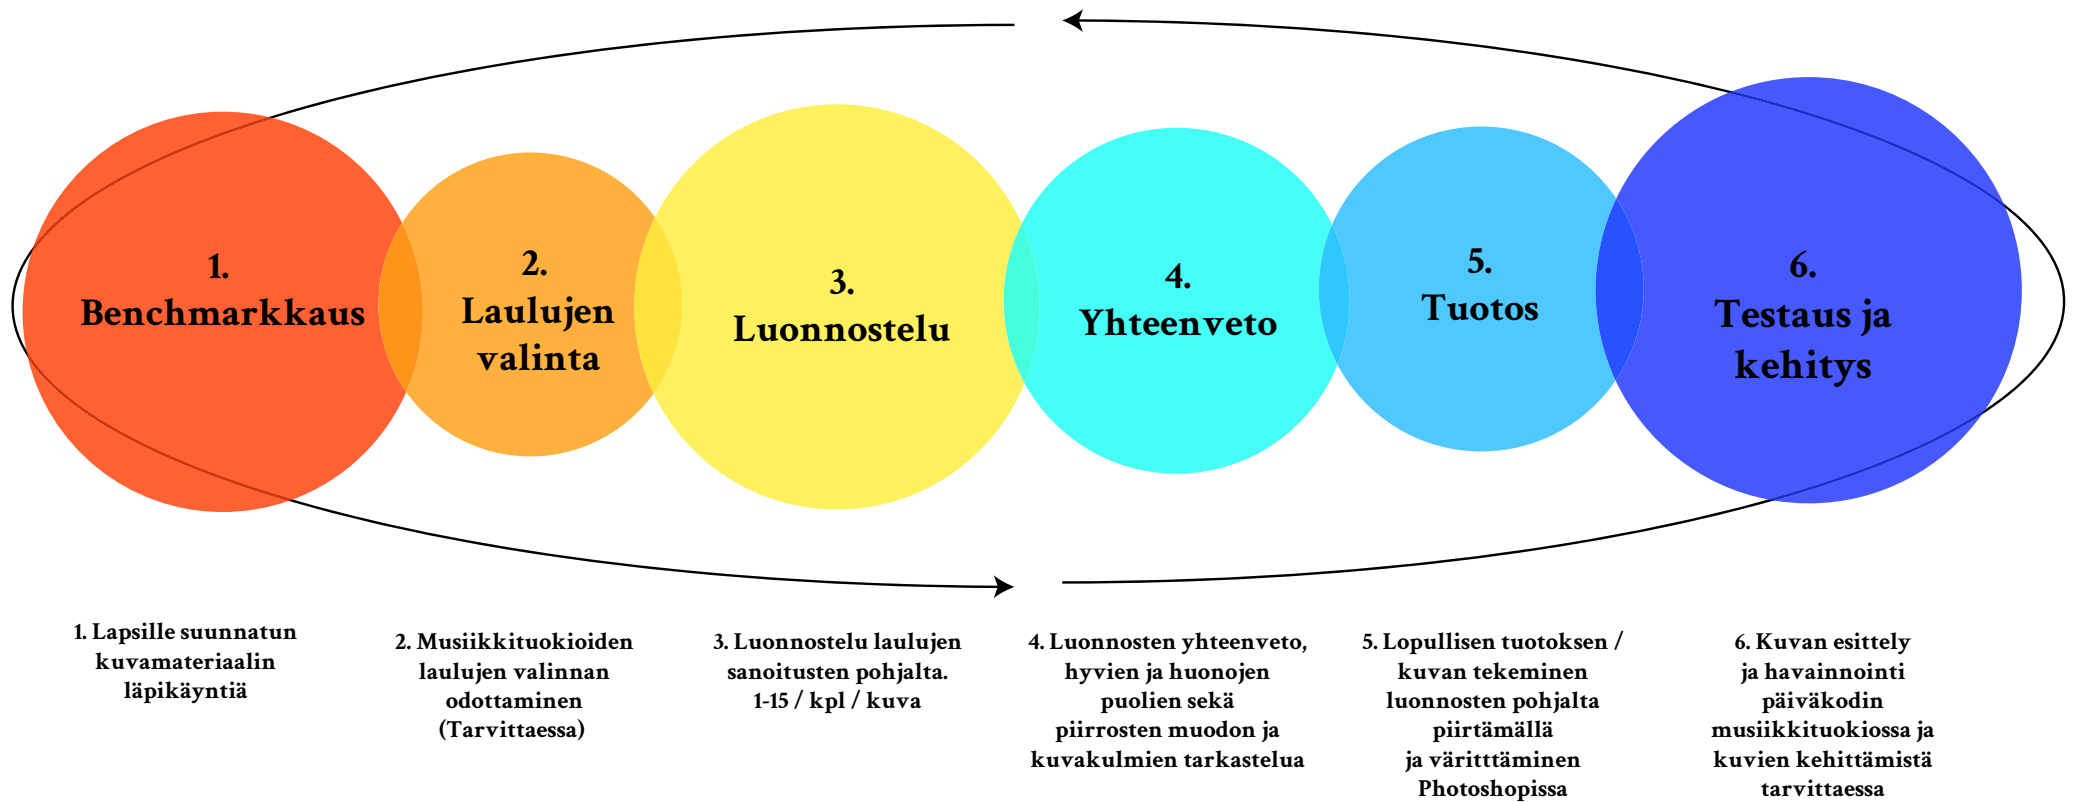 1.
Benchmarkkaus
2.
Laulujen
valinta
3.
Luonnostelu
4.
Yhteenveto
5.
Tuotos
6.
Testaus ja
kehitys
1. Lapsille suunnatun
kuvamateriaalin
läpikäyntiä
2. Musiikkituokioiden
laulujen valinnan
odottaminen
(Tarvittaessa)
3. Luonnostelu laulujen
sanoitusten pohjalta.
1-15 / kpl / kuva
4. Luonnosten yhteenveto,
hyvien ja huonojen
puolien sekä
piirrosten muodon ja
kuvakulmien tarkastelua
5. Lopullisen tuotoksen /
kuvan tekeminen
luonnosten pohjalta
piirtämällä
ja väritttäminen
Photoshopissa
6. Kuvan esittely
ja havainnointi
päiväkodin
musiikkituokiossa ja
kuvien kehittämistä
tarvittaessa